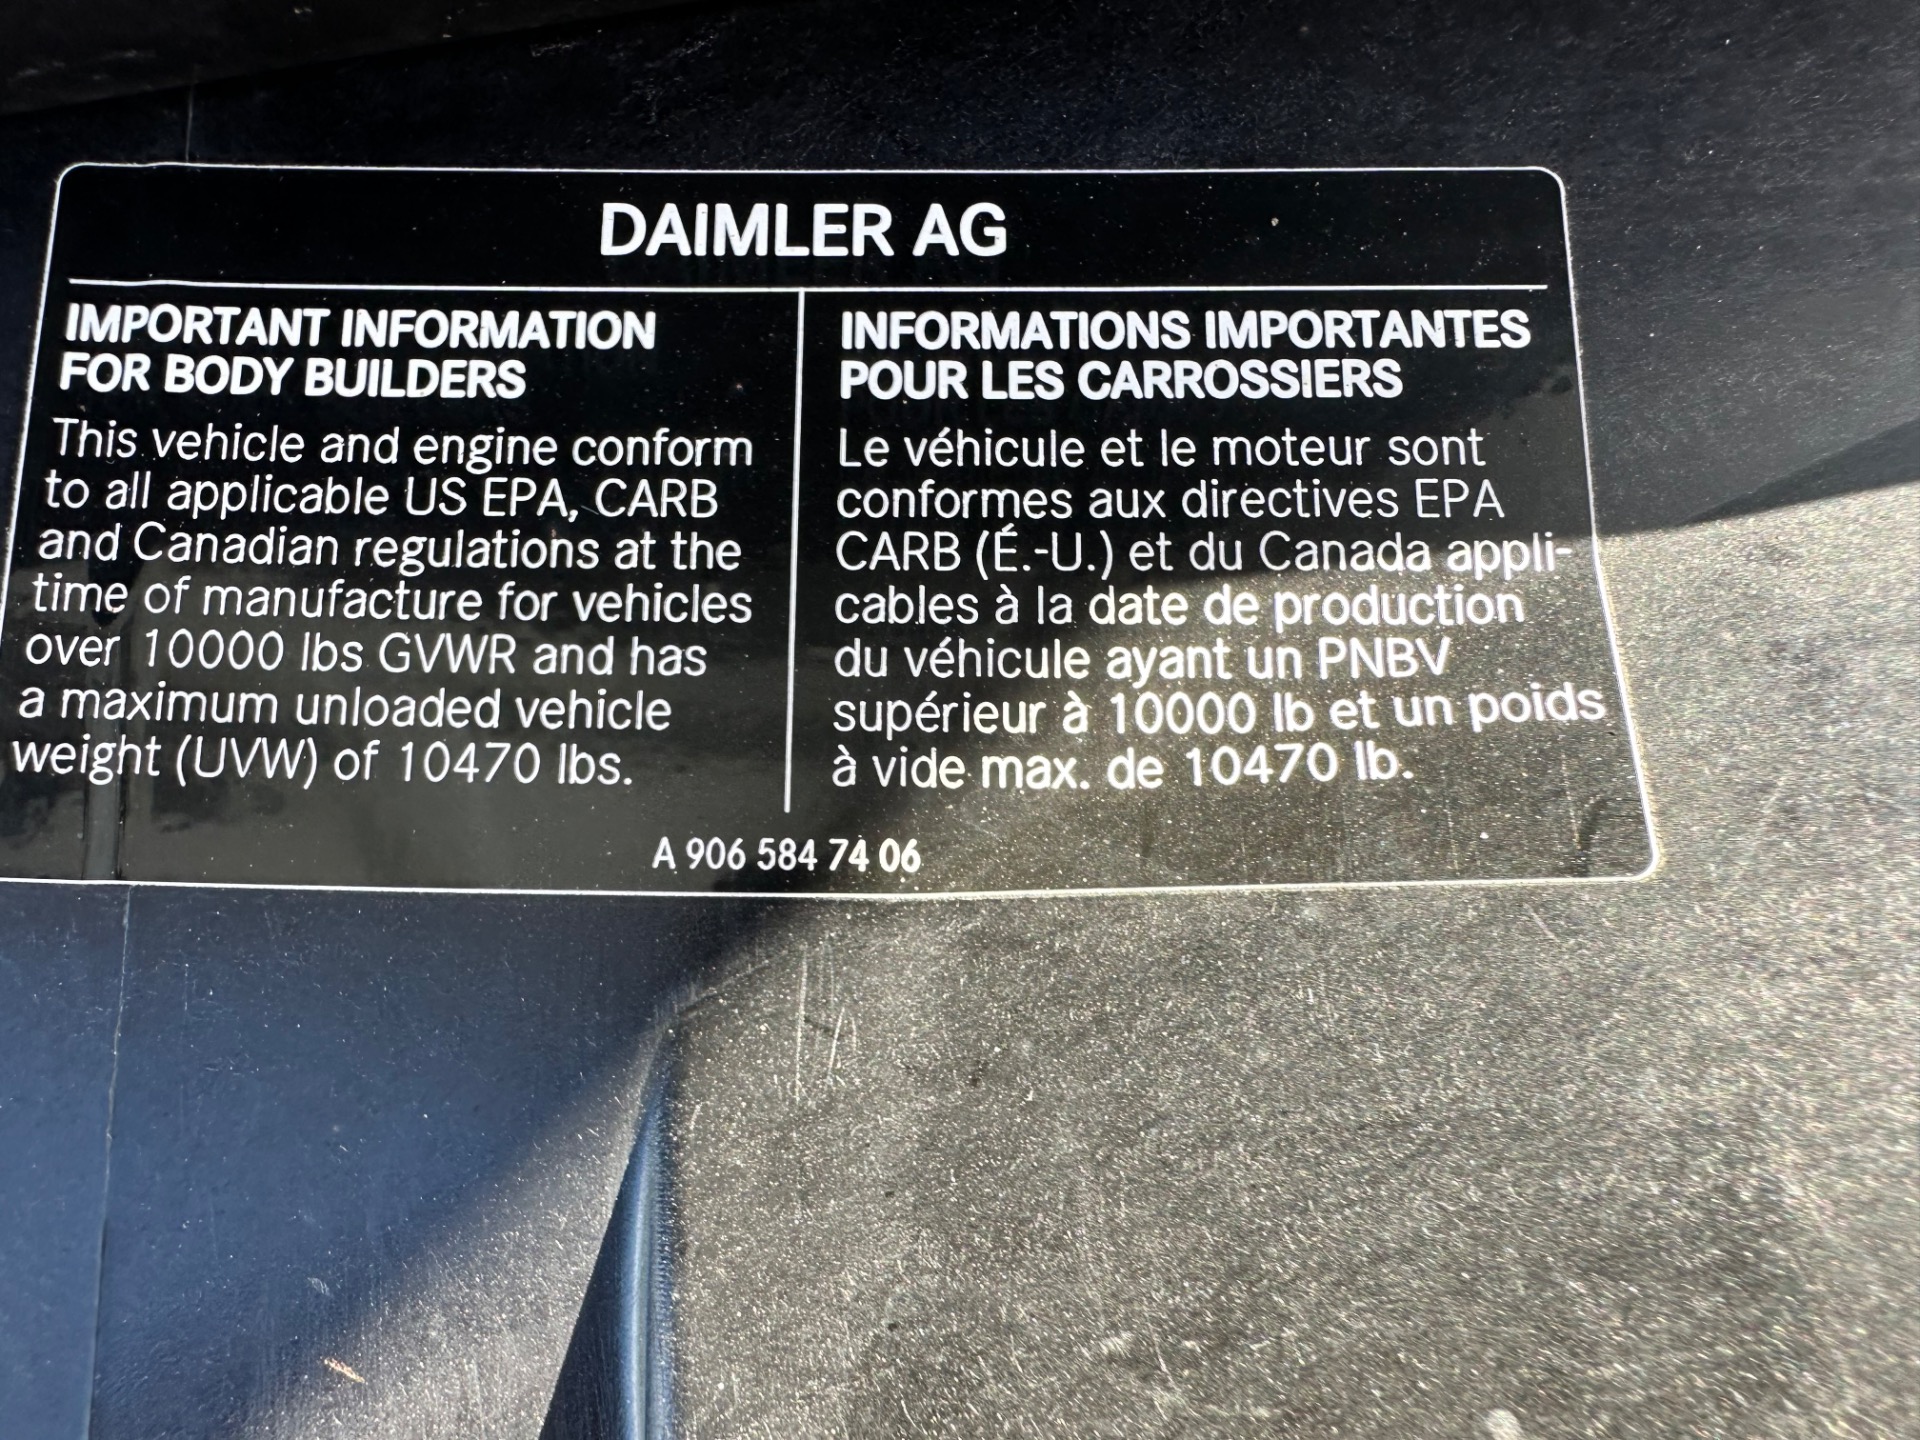 DAIMLER AG
IMPORTANT INFORMATION
FOR BODY BUILDERS
This vehicle and engine conform
to all applicable US EPA, CARB
and Canadian regulations at the
time of manufacture for vehicles
over 10000 lbs GVWR and has
a maximum unloaded vehicle
weight (UVW) of 10470 lbs.
INFORMATIONS IMPORTANTES
POUR LES CARROSSIERS
Le véhicule et le moteur sont
conformes aux directives EPA
CARB (É.-U.) et du Canada appli-
cables à la date de production
du véhicule ayant un PNBV
supérieur à 10000 lb et un poids
à vide max. de 10470 lb.
A 906 584 74 06